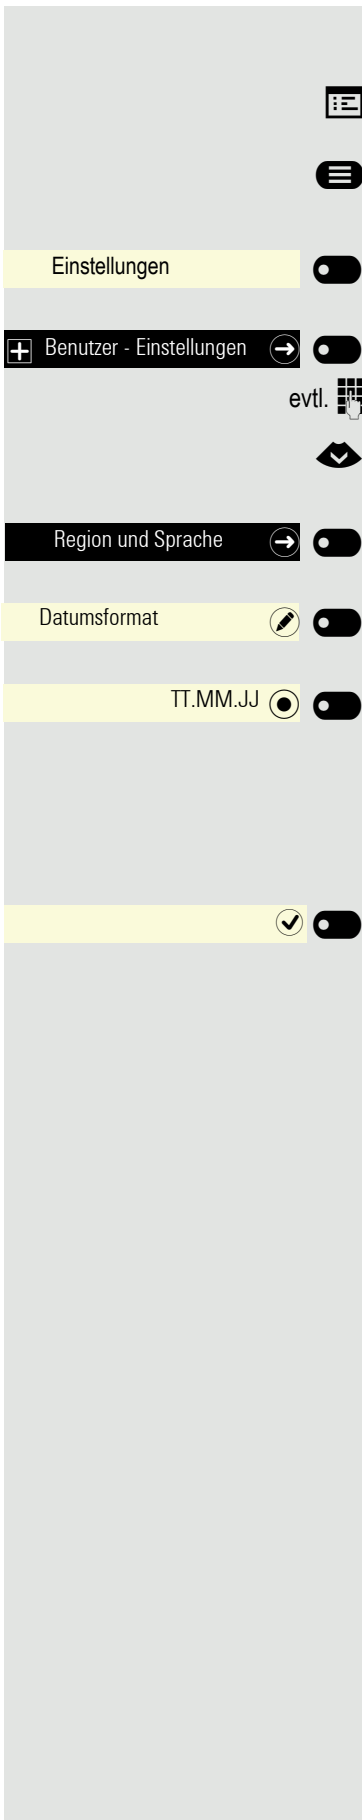 Einstellungen
Benutzer - Einstellungen
evtl.
Region und Sprache
Datumsformat
TT.MM.JJ